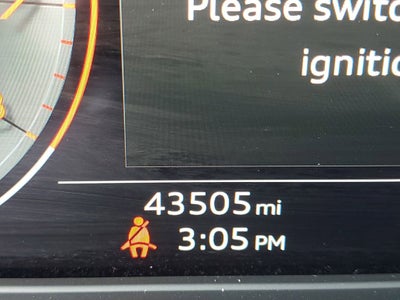 Please switc
ignitio
43505 mi
3:05 PM